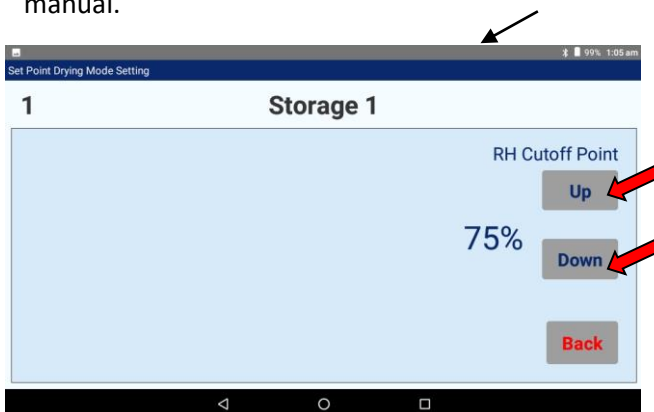 manual.
99% 1:05 am
Set Point Drying Mode Setting
1 Storage 1
RH Cutoff Point
Up
75%
Down
Back